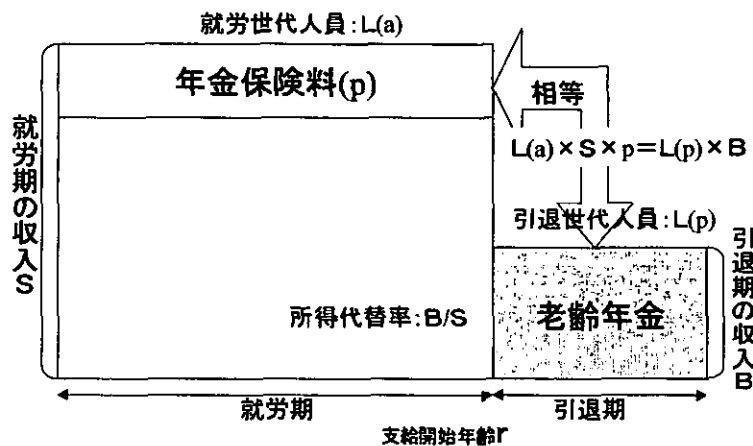 就労世代人員:L(a)
年金保険料(p)
相等
L(a)×S×p=L(p)×B
就労期の収入S
引退世代人員:L(p)
所得代替率:B/S
老齢年金
引退期の収入B
就労期
引退期
支給開始年齢r